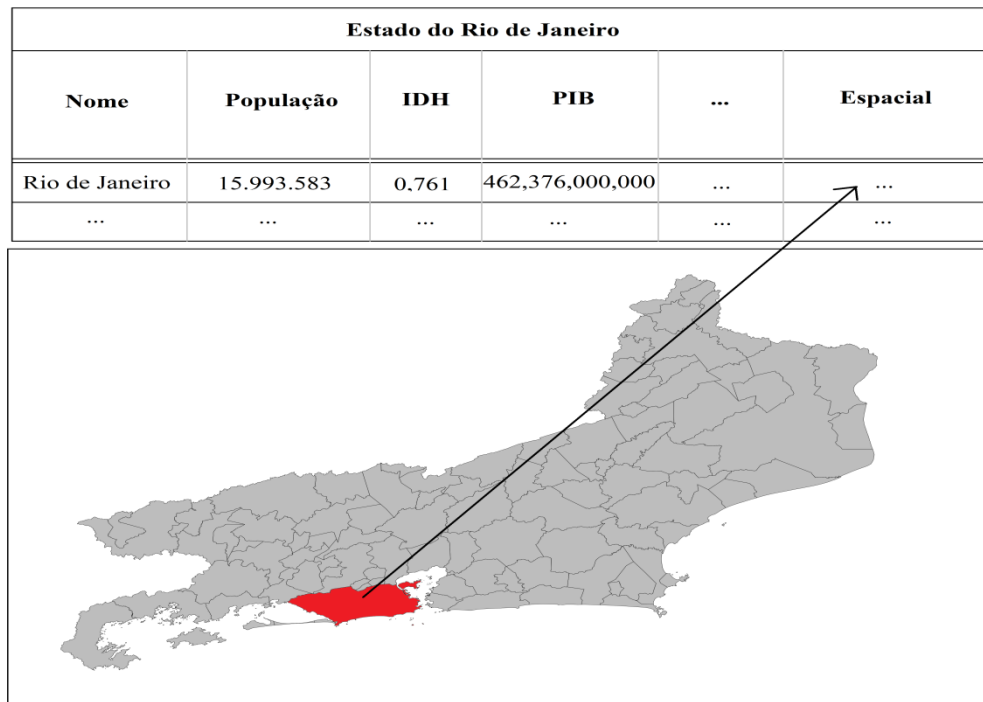 Estado do Rio de Janeiro
Nome População IDH PIB ... Espacial
Rio de Janeiro 15.993.583 0,761 462,376,000,000 ... ...
... ... ... ... ... ...